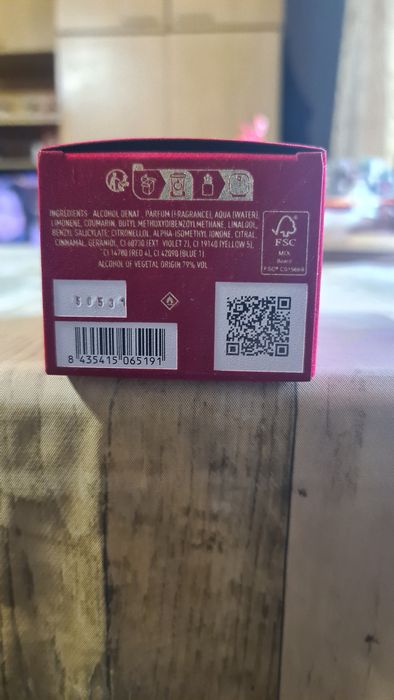 INGREDIENTS: ALCOHOL DENAT., PARFUM (FRAGRANCE), AQUA (WATER),
LIMONENE, COUMARIN, BUTYL METHOXYDIBENZOYLMETHANE, LINALOOL,
BENZYL SALICYLATE, CITRONELLOL, ALPHA-ISOMETHYL IONONE, CITRAL,
CINNAMAL, GERANIOL, CI 60730 (EXT. VIOLET 2), CI 19140 (YELLOW 5),
CI 14700 (RED 4), CI 42090 (BLUE 1).
ALCOHOL OF VEGETAL ORIGIN 79% VOL
FSC
MIX
Board
5053
8 435415 065191